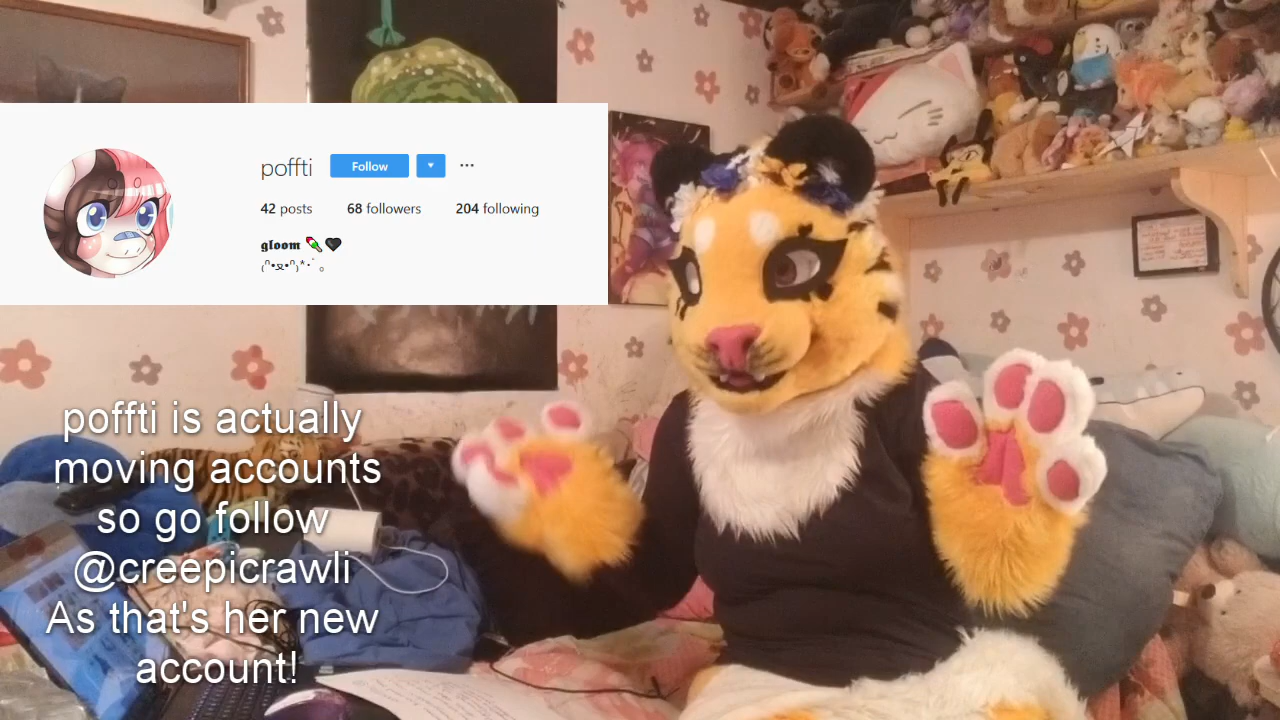 poffti Follow ▼ •••
42 posts 68 followers 204 following
𝖌𝖑𝖔𝖔𝖒
poffti is actually
moving accounts
so go follow
@creepicrawli
As that's her new
account!